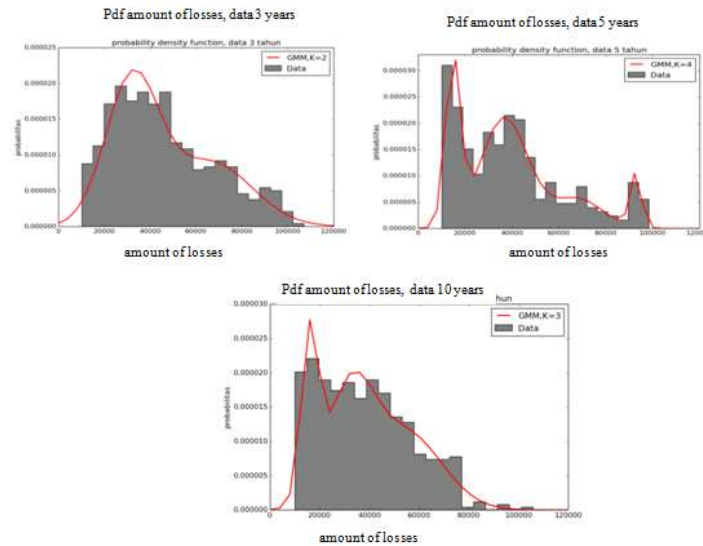 Pdf amount of losses, data 3 years
probability density function, data 3 tahun
GMM,K=2
Data
0.000025
0.000020
0.000015
0.000010
0.000005
0.000000
probabilitas
0
20000
40000
60000
80000
100000
120000
amount of losses
Pdf amount of losses, data 5 years
probability density function, data 5 tahun
GMM,K=4
Data
0.000030
0.000025
0.000020
0.000015
0.000010
0.000005
0.000000
probabilitas
0
20000
40000
60000
80000
100000
12000
amount of losses
Pdf amount of losses, data 10 years
hun
GMM,K=3
Data
0.000030
0.000025
0.000020
0.000015
0.000010
0.000005
0.000000
probabilitas
0
20000
40000
60000
80000
100000
120000
amount of losses